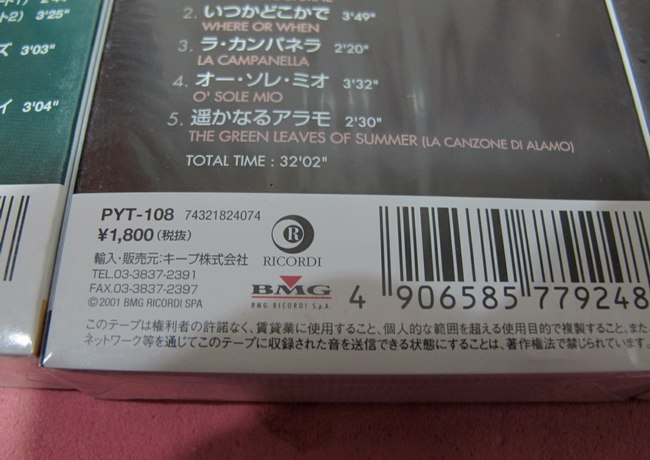 ト2) 3'25"
ズ 3'03"
イ 3'04"
2. いつかどこかで 3'49"
WHERE OR WHEN
3. ラ・カンパネラ 2'20"
LA CAMPANELLA
4. オー・ソレ・ミオ 3'32"
O' SOLE MIO
5. 遥かなるアラモ 2'30"
THE GREEN LEAVES OF SUMMER (LA CANZONE DI ALAMO)
TOTAL TIME : 32'02"
PYT-108 74321824074
¥1,800(税抜)
輸入・販売元:キープ株式会社
TEL.03-3837-2391
FAX.03-3837-2397
©2001 BMG RICORDI SPA
R
RICORDI
BMG
BMG RICORDI S.p.A.
4 906585 779248
このテープは権利者の許諾なく、賃貸業に使用すること、個人的な範囲を超える使用目的で複製すること、また、
ネットワーク等を通じてこのテープに収録された音を送信できる状態にすることは、著作権法で禁じられています。